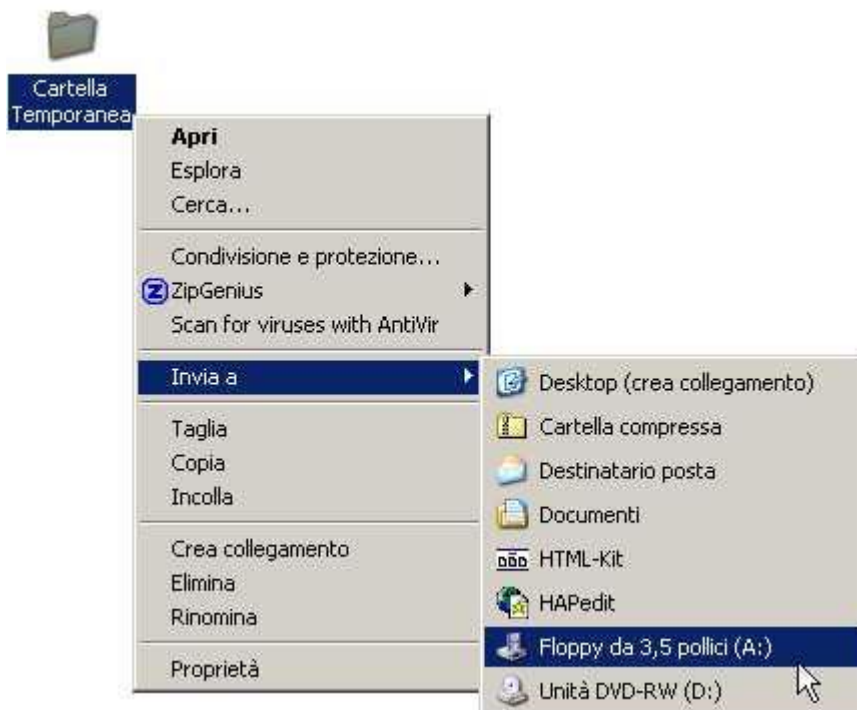 Cartella
Temporanea
Apri
Esplora
Cerca...
Condivisione e protezione...
ZipGenius
Scan for viruses with AntiVir
Invia a
Taglia
Copia
Incolla
Crea collegamento
Elimina
Rinomina
Proprietà
Desktop (crea collegamento)
Cartella compressa
Destinatario posta
Documenti
HTML-Kit
HAPedit
Floppy da 3,5 pollici (A:)
Unità DVD-RW (D:)